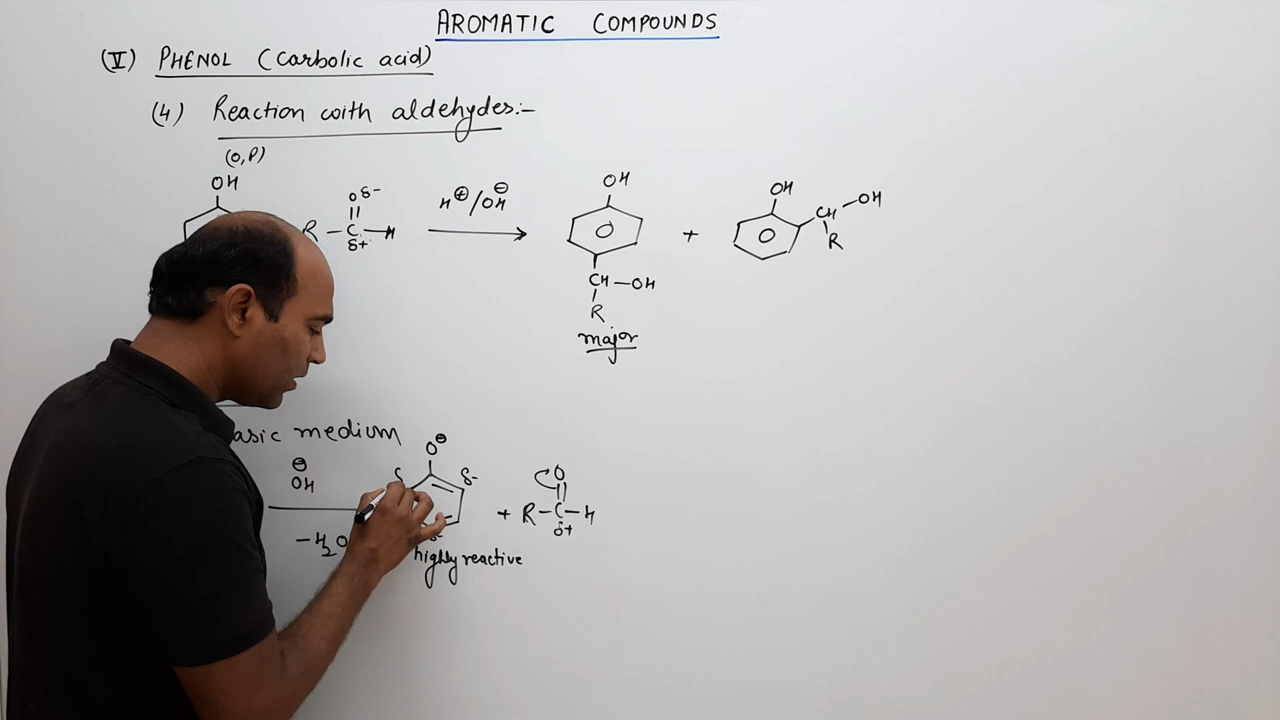 AROMATIC COMPOUNDS
(V) PHENOL (Carbolic acid)
(4) Reaction with aldehydes:-
(O,P)
OH
O δ-
R - C - H
δ+
H⊕/OH⊖
OH
CH - OH
R
major
+
OH
CH - OH
R
asic medium
⊖
OH
-H2O
O⊖
δ
δ-
highly reactive
+
O
R - C - H
δ+